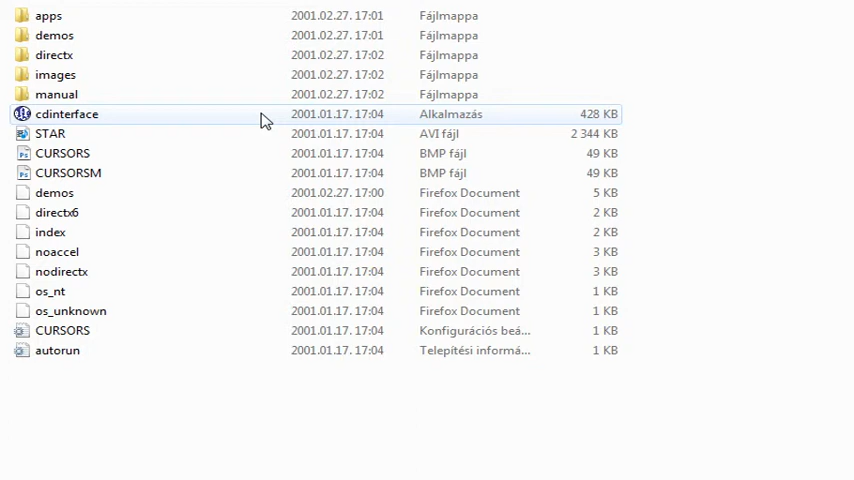 apps 2001.02.27. 17:01 Fájlmappa
demos 2001.02.27. 17:01 Fájlmappa
directx 2001.02.27. 17:02 Fájlmappa
images 2001.02.27. 17:02 Fájlmappa
manual 2001.02.27. 17:02 Fájlmappa
cdinterface 2001.01.17. 17:04 Alkalmazás 428 KB
STAR 2001.01.17. 17:04 AVI fájl 2 344 KB
CURSORS 2001.01.17. 17:04 BMP fájl 49 KB
CURSORSM 2001.01.17. 17:04 BMP fájl 49 KB
demos 2001.02.27. 17:00 Firefox Document 5 KB
directx6 2001.01.17. 17:04 Firefox Document 2 KB
index 2001.01.17. 17:04 Firefox Document 2 KB
noaccel 2001.01.17. 17:04 Firefox Document 3 KB
nodirectx 2001.01.17. 17:04 Firefox Document 3 KB
os_nt 2001.01.17. 17:04 Firefox Document 1 KB
os_unknown 2001.01.17. 17:04 Firefox Document 1 KB
CURSORS 2001.01.17. 17:04 Konfigurációs beá... 1 KB
autorun 2001.01.17. 17:04 Telepítési informá... 1 KB